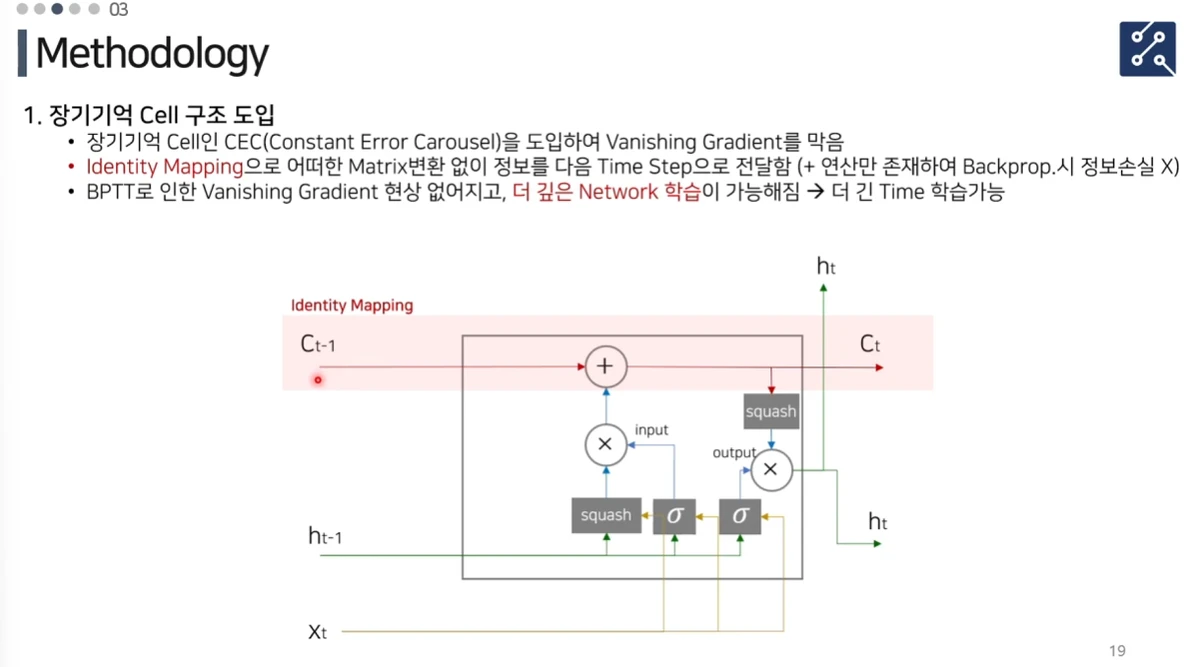 03
Methodology
1. 장기기억 Cell 구조 도입
• 장기기억 Cell인 CEC(Constant Error Carousel)을 도입하여 Vanishing Gradient를 막음
• Identity Mapping으로 어떠한 Matrix변환 없이 정보를 다음 Time Step으로 전달함 (+ 연산만 존재하여 Backprop.시 정보손실 X)
• BPTT로 인한 Vanishing Gradient 현상 없어지고, 더 깊은 Network 학습이 가능해짐 → 더 긴 Time 학습가능
ht
Identity Mapping
Ct-1
Ct
+
squash
input
×
output
×
squash
σ
σ
ht-1
ht
Xt
19